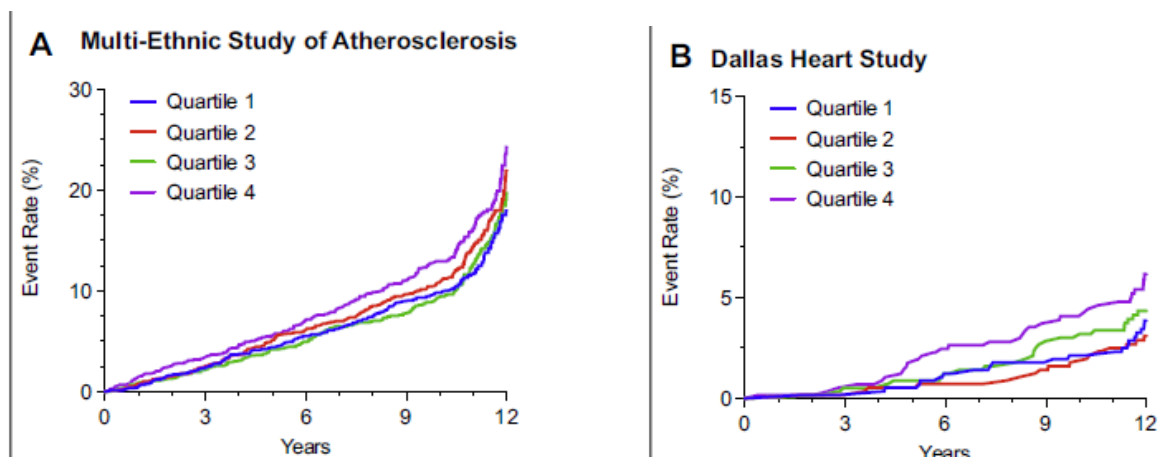 A Multi-Ethnic Study of Atherosclerosis
30
20
10
0
Event Rate (%)
Quartile 1
Quartile 2
Quartile 3
Quartile 4
0 3 6 9 12
Years
B Dallas Heart Study
15
10
5
0
Event Rate (%)
Quartile 1
Quartile 2
Quartile 3
Quartile 4
0 3 6 9 12
Years